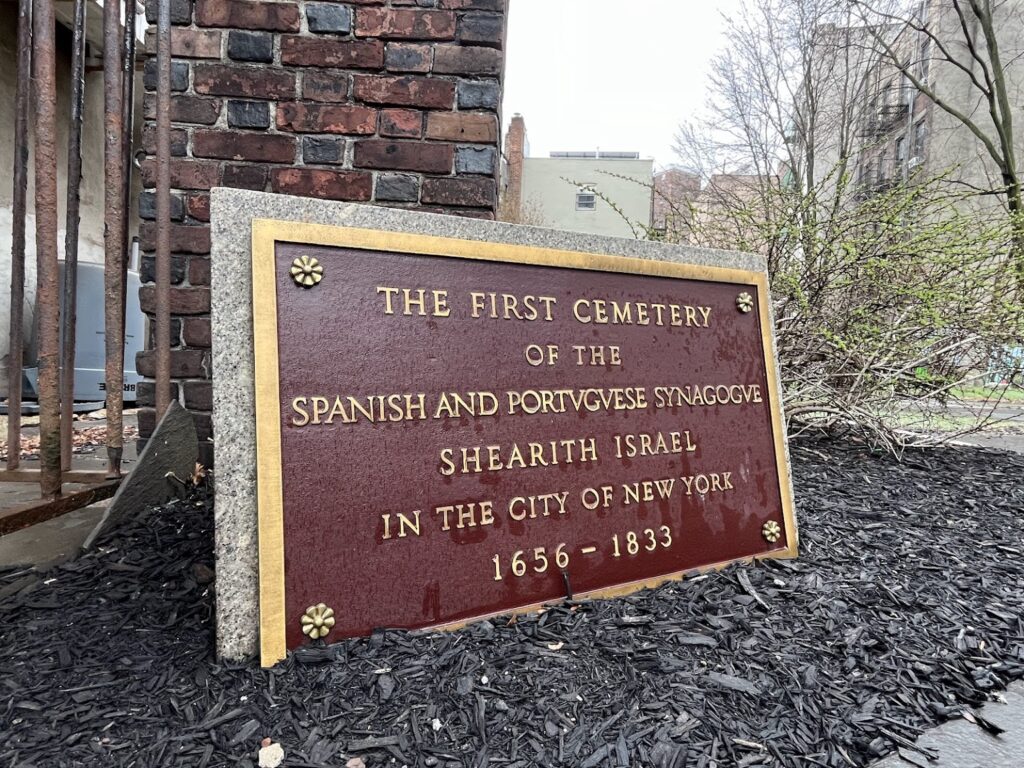 THE FIRST CEMETERY
OF THE
SPANISH AND PORTVGVESE SYNAGOGVE
SHEARITH ISRAEL
IN THE CITY OF NEW YORK
1656 – 1833